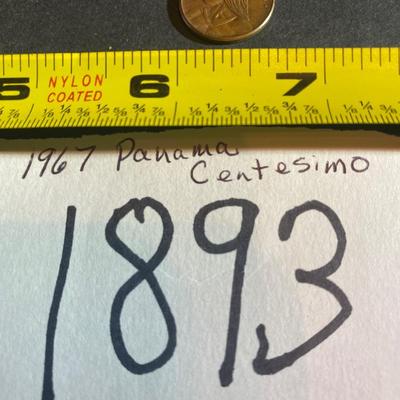 5 NYLON COATED 6 7
1967 Panama
Centesimo
1893